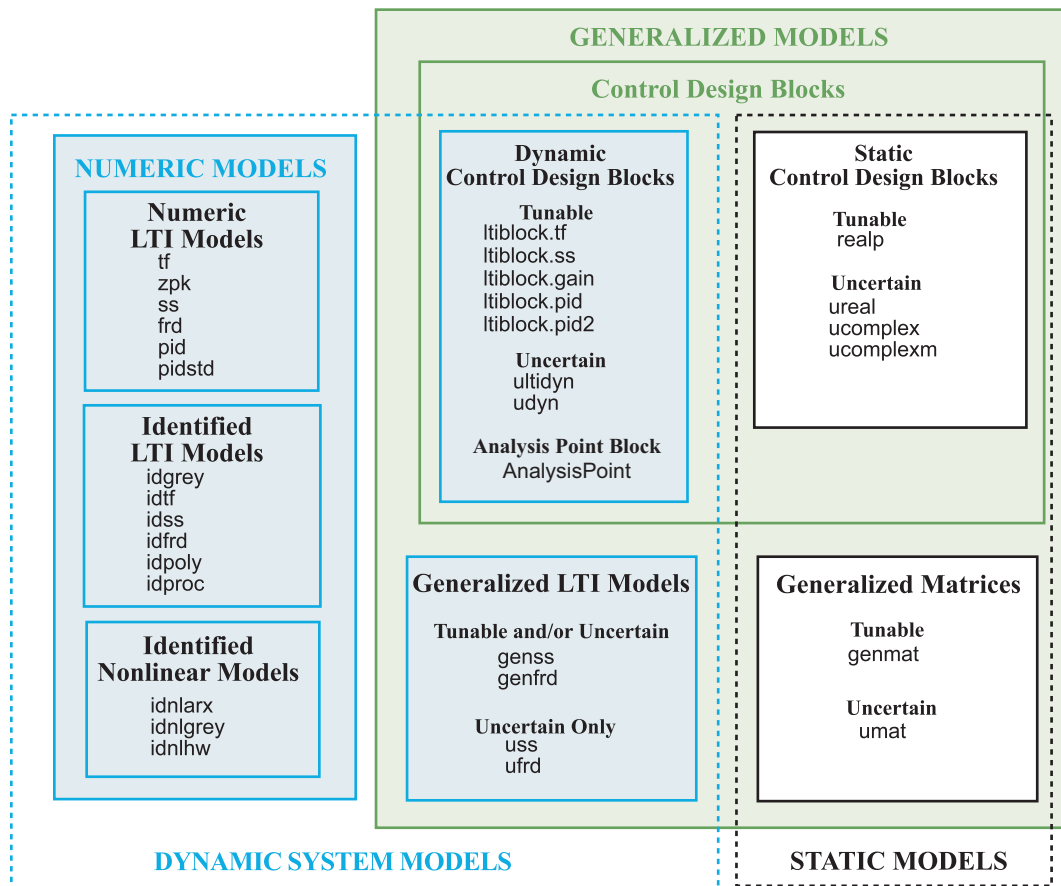 GENERALIZED MODELS
Control Design Blocks
NUMERIC MODELS
Numeric
LTI Models
tf
zpk
ss
frd
pid
pidstd
Identified
LTI Models
idgrey
idtf
idss
idfrd
idpoly
idproc
Identified
Nonlinear Models
idnlarx
idnlgrey
idnlhw
Dynamic
Control Design Blocks
Tunable
ltiblock.tf
ltiblock.ss
ltiblock.gain
ltiblock.pid
ltiblock.pid2
Uncertain
ultidyn
udyn
Analysis Point Block
AnalysisPoint
Static
Control Design Blocks
Tunable
realp
Uncertain
ureal
ucomplex
ucomplexm
Generalized LTI Models
Tunable and/or Uncertain
genss
genfrd
Uncertain Only
uss
ufrd
Generalized Matrices
Tunable
genmat
Uncertain
umat
DYNAMIC SYSTEM MODELS
STATIC MODELS